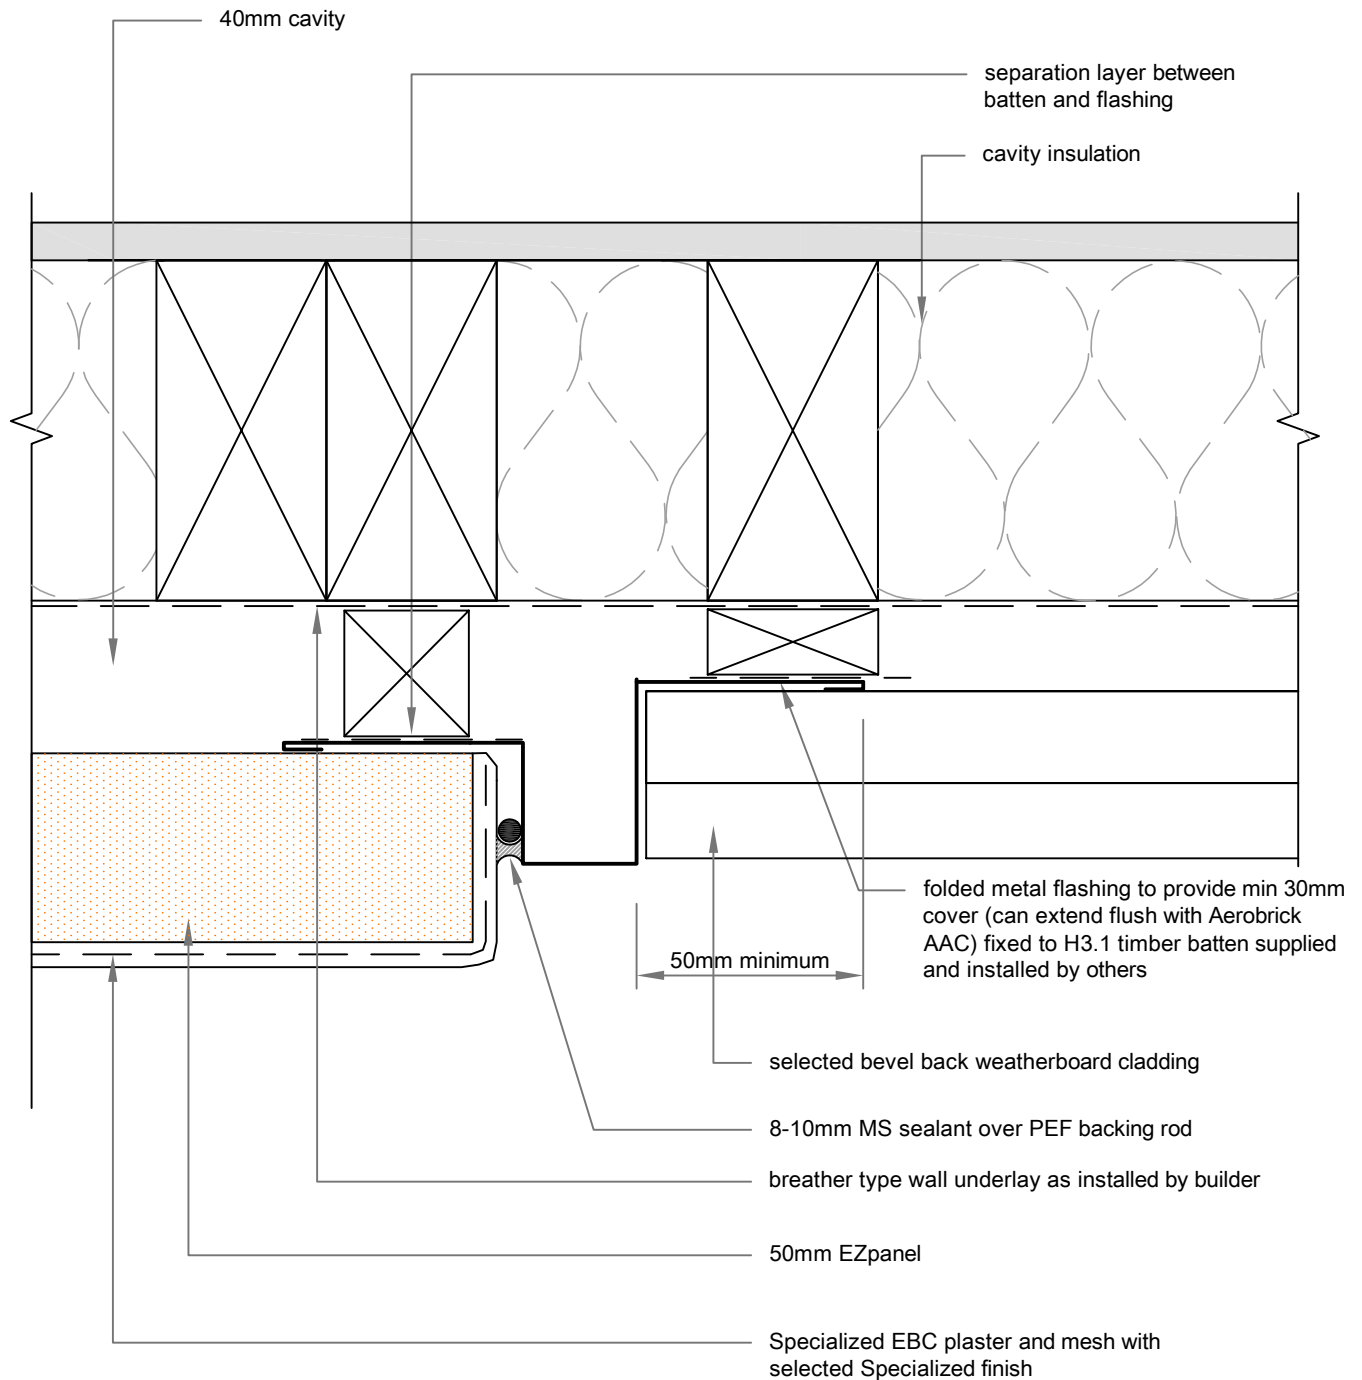 40mm cavity
separation layer between
batten and flashing
cavity insulation
folded metal flashing to provide min 30mm
cover (can extend flush with Aerobrick
AAC) fixed to H3.1 timber batten supplied
and installed by others
50mm minimum
selected bevel back weatherboard cladding
8-10mm MS sealant over PEF backing rod
breather type wall underlay as installed by builder
50mm EZpanel
Specialized EBC plaster and mesh with
selected Specialized finish